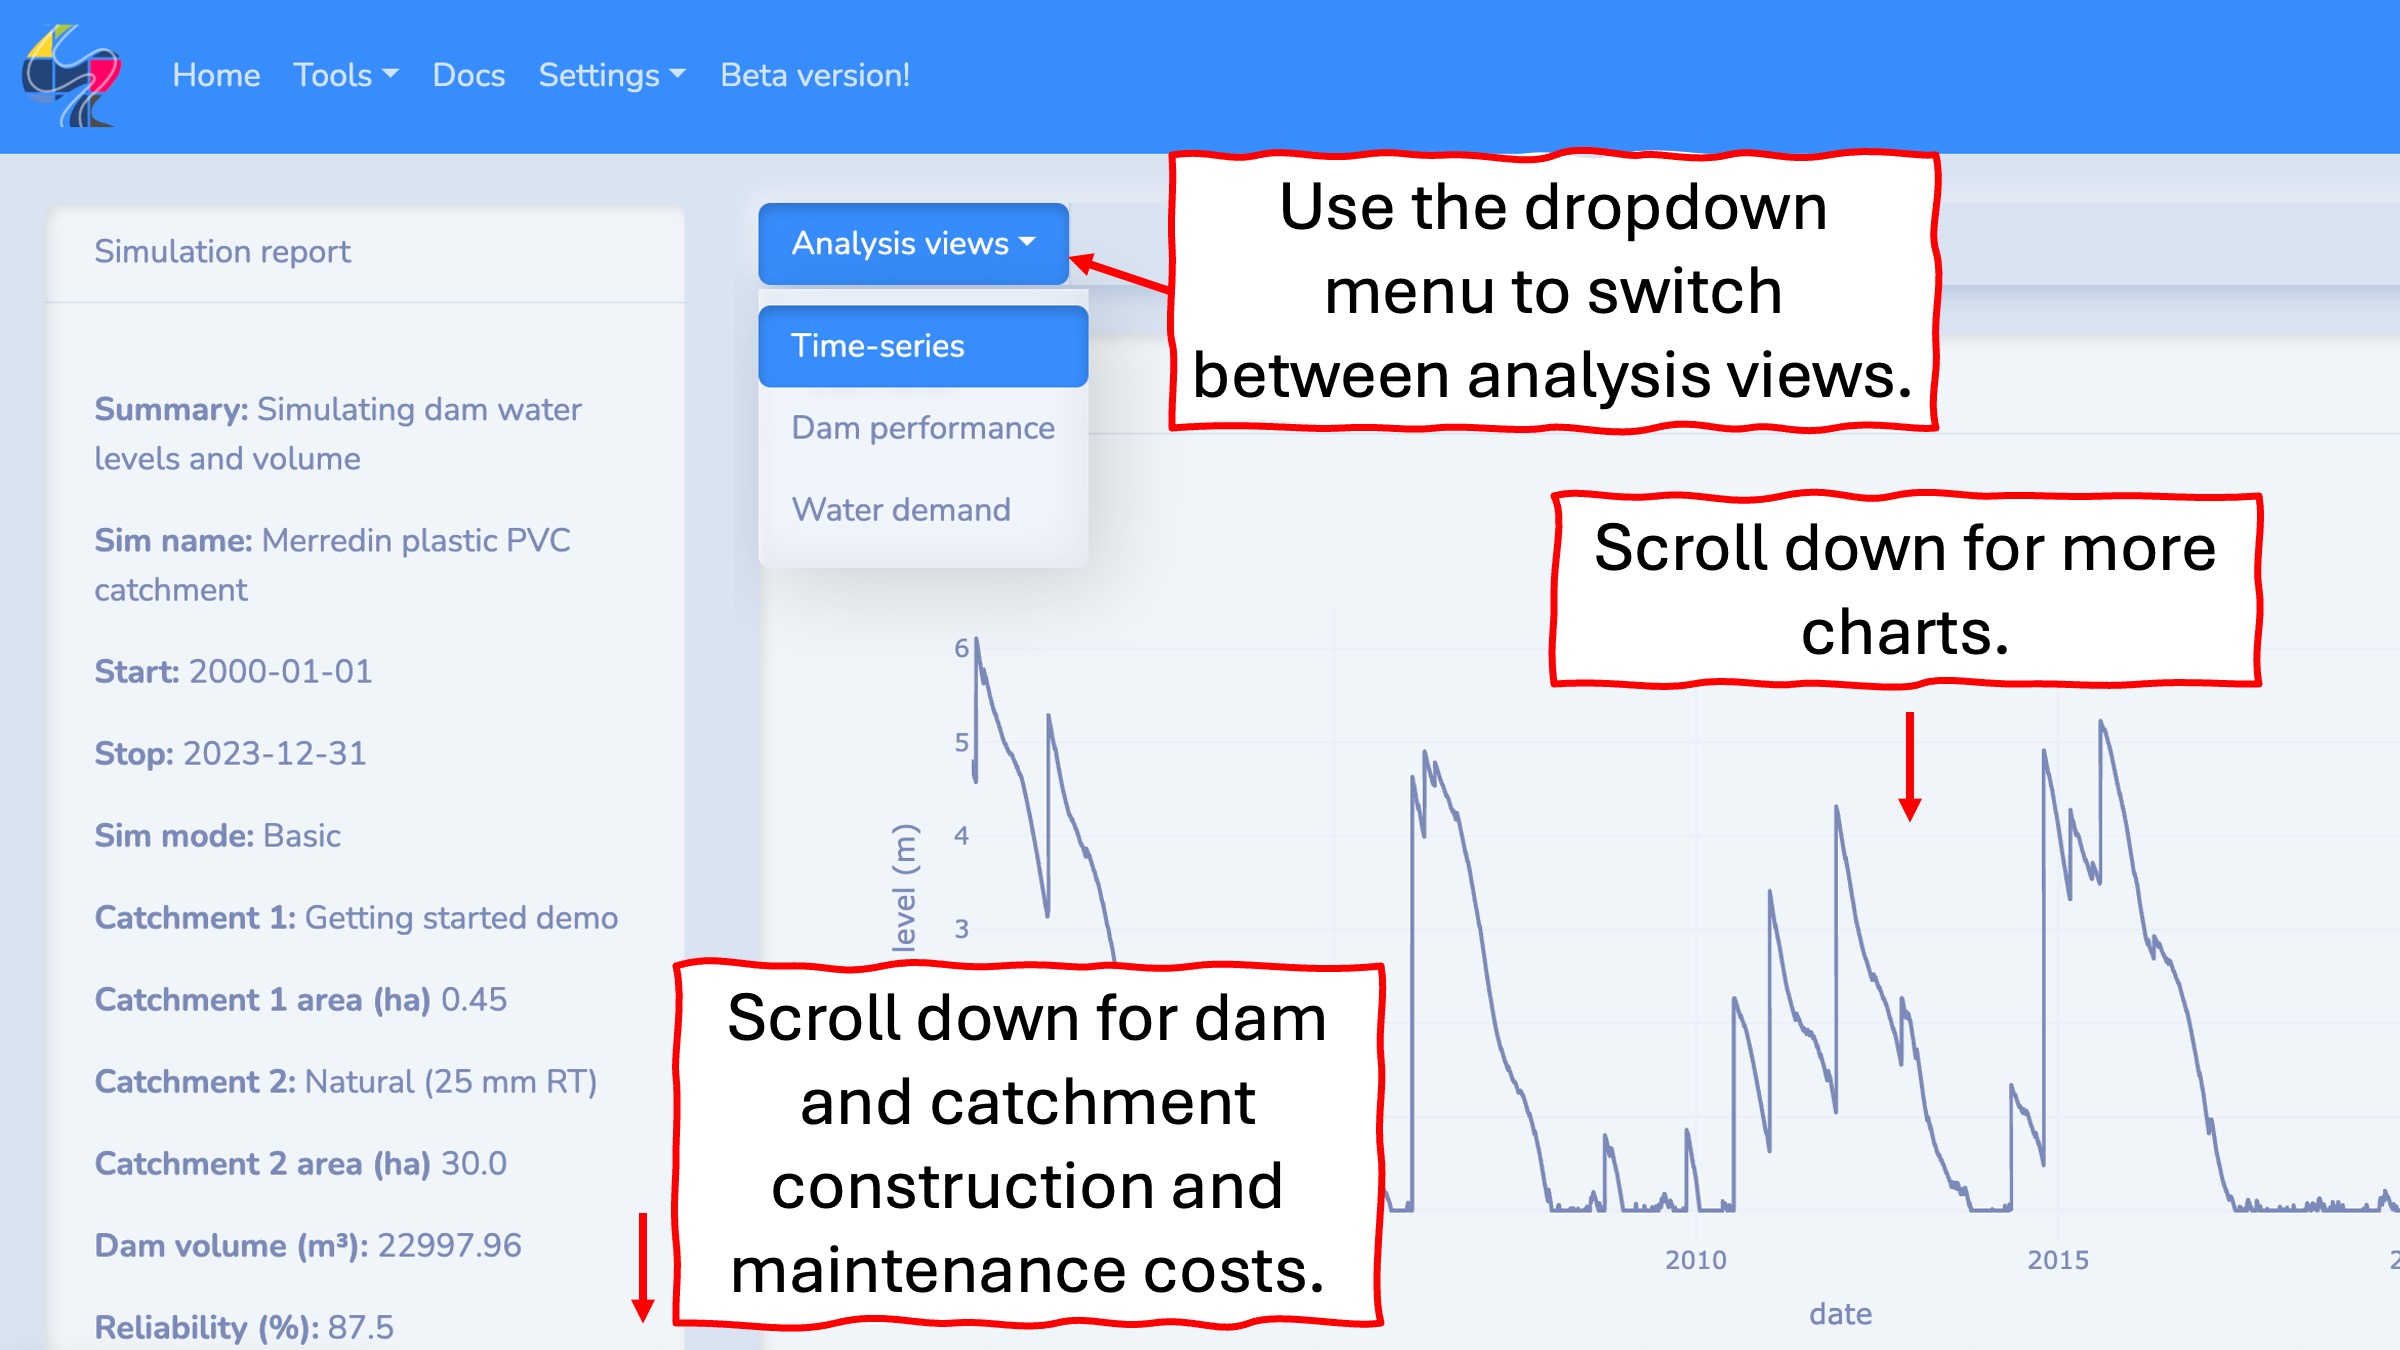 Home Tools Docs Settings Beta version!
Simulation report
Summary: Simulating dam water
levels and volume
Sim name: Merredin plastic PVC
catchment
Start: 2000-01-01
Stop: 2023-12-31
Sim mode: Basic
Catchment 1: Getting started demo
Catchment 1 area (ha) 0.45
Catchment 2: Natural (25 mm RT)
Catchment 2 area (ha) 30.0
Dam volume (m³): 22997.96
Reliability (%): 87.5
Analysis views
Time-series
Dam performance
Water demand
Use the dropdown
menu to switch
between analysis views.
Scroll down for more
charts.
6
5
4
3
level (m)
Scroll down for dam
and catchment
construction and
maintenance costs.
2010 2015
date